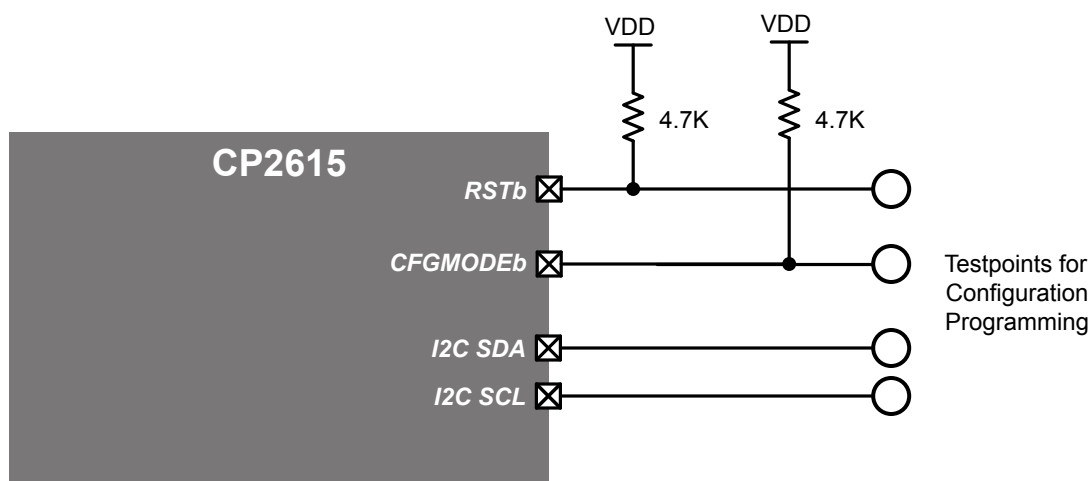 VDD
VDD
4.7K
4.7K
CP2615
RSTb
CFGMODEb
Testpoints for
Configuration
Programming
I2C SDA
I2C SCL